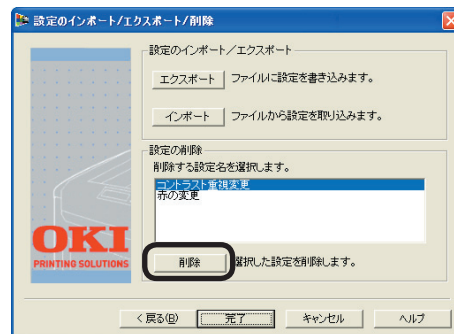 設定のインポート/エクスポート/削除
設定のインポート／エクスポート
エクスポート ファイルに設定を書き込みます。
インポート ファイルから設定を取り込みます。
設定の削除
削除する設定名を選択します。
コントラスト重視変更
赤の変更
OKI
PRINTING SOLUTIONS
削除 選択した設定を削除します。
< 戻る(B) 完了 キャンセル ヘルプ